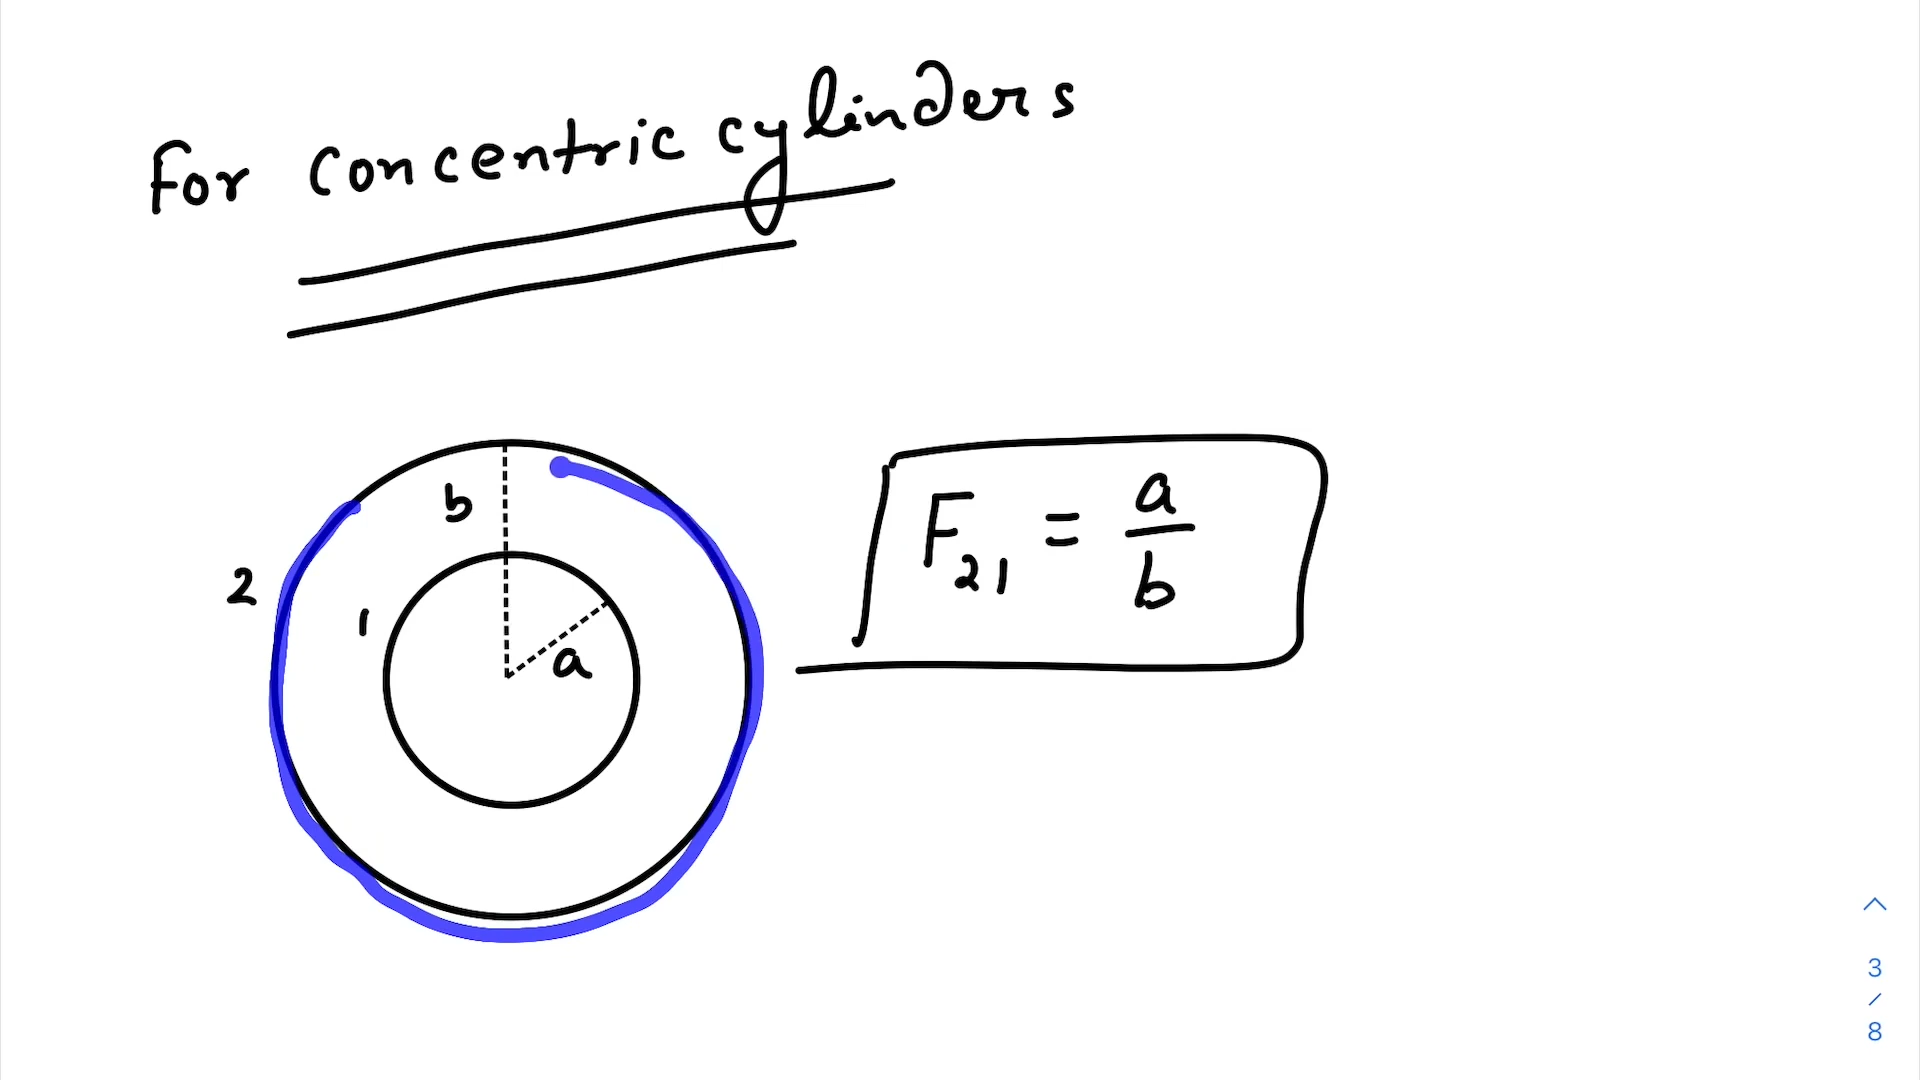 For concentric cylinders
b
2
1
a
F₂₁ = a/b
3
/
8